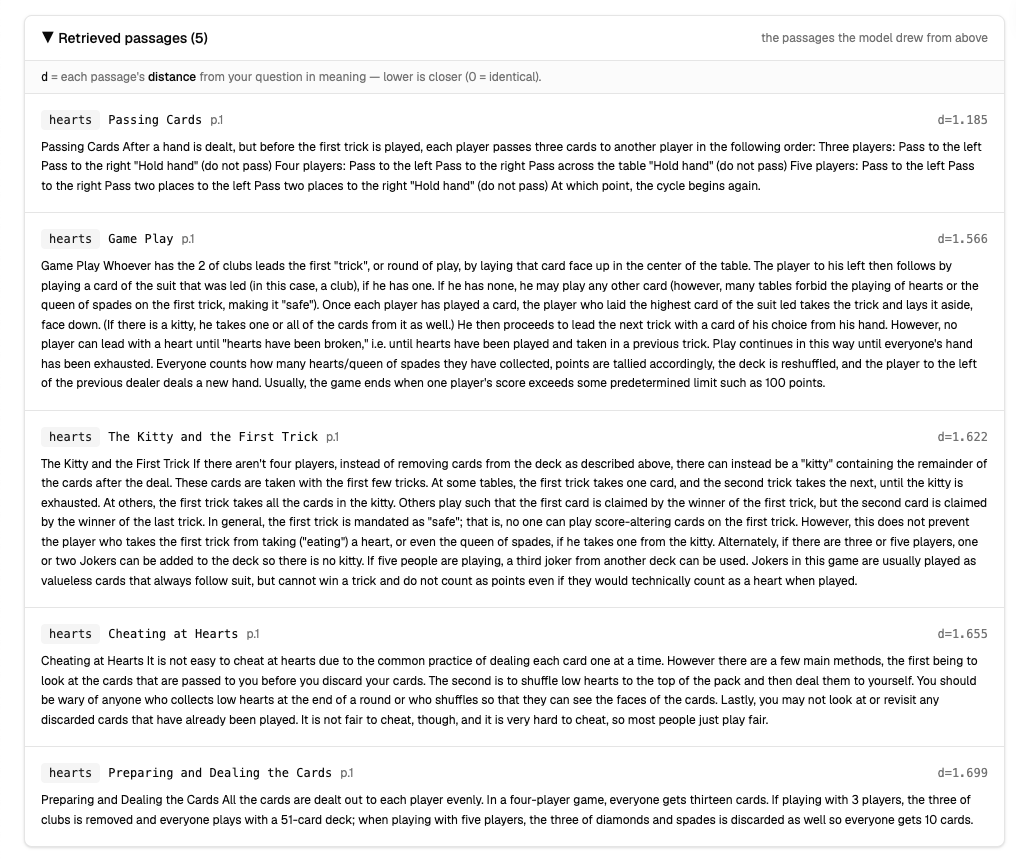 ▼ Retrieved passages (5)
the passages the model drew from above
d = each passage's distance from your question in meaning — lower is closer (0 = identical).
hearts Passing Cards p.1 d=1.185
Passing Cards After a hand is dealt, but before the first trick is played, each player passes three cards to another player in the following order: Three players: Pass to the left
Pass to the right "Hold hand" (do not pass) Four players: Pass to the left Pass to the right Pass across the table "Hold hand" (do not pass) Five players: Pass to the left Pass
to the right Pass two places to the left Pass two places to the right "Hold hand" (do not pass) At which point, the cycle begins again.
hearts Game Play p.1 d=1.566
Game Play Whoever has the 2 of clubs leads the first "trick", or round of play, by laying that card face up in the center of the table. The player to his left then follows by
playing a card of the suit that was led (in this case, a club), if he has one. If he has none, he may play any other card (however, many tables forbid the playing of hearts or the
queen of spades on the first trick, making it "safe"). Once each player has played a card, the player who laid the highest card of the suit led takes the trick and lays it aside,
face down. (If there is a kitty, he takes one or all of the cards from it as well.) He then proceeds to lead the next trick with a card of his choice from his hand. However, no
player can lead with a heart until "hearts have been broken," i.e. until hearts have been played and taken in a previous trick. Play continues in this way until everyone's hand
has been exhausted. Everyone counts how many hearts/queen of spades they have collected, points are tallied accordingly, the deck is reshuffled, and the player to the left
of the previous dealer deals a new hand. Usually, the game ends when one player's score exceeds some predetermined limit such as 100 points.
hearts The Kitty and the First Trick p.1 d=1.622
The Kitty and the First Trick If there aren't four players, instead of removing cards from the deck as described above, there can instead be a "kitty" containing the remainder of
the cards after the deal. These cards are taken with the first few tricks. At some tables, the first trick takes one card, and the second trick takes the next, until the kitty is
exhausted. At others, the first trick takes all the cards in the kitty. Others play such that the first card is claimed by the winner of the first trick, but the second card is claimed
by the winner of the last trick. In general, the first trick is mandated as "safe"; that is, no one can play score-altering cards on the first trick. However, this does not prevent
the player who takes the first trick from taking ("eating") a heart, or even the queen of spades, if he takes one from the kitty. Alternately, if there are three or five players, one
or two Jokers can be added to the deck so there is no kitty. If five people are playing, a third joker from another deck can be used. Jokers in this game are usually played as
valueless cards that always follow suit, but cannot win a trick and do not count as points even if they would technically count as a heart when played.
hearts Cheating at Hearts p.1 d=1.655
Cheating at Hearts It is not easy to cheat at hearts due to the common practice of dealing each card one at a time. However there are a few main methods, the first being to
look at the cards that are passed to you before you discard your cards. The second is to shuffle low hearts to the top of the pack and then deal them to yourself. You should
be wary of anyone who collects low hearts at the end of a round or who shuffles so that they can see the faces of the cards. Lastly, you may not look at or revisit any
discarded cards that have already been played. It is not fair to cheat, though, and it is very hard to cheat, so most people just play fair.
hearts Preparing and Dealing the Cards p.1 d=1.699
Preparing and Dealing the Cards All the cards are dealt out to each player evenly. In a four-player game, everyone gets thirteen cards. If playing with 3 players, the three of
clubs is removed and everyone plays with a 51-card deck; when playing with five players, the three of diamonds and spades is discarded as well so everyone gets 10 cards.